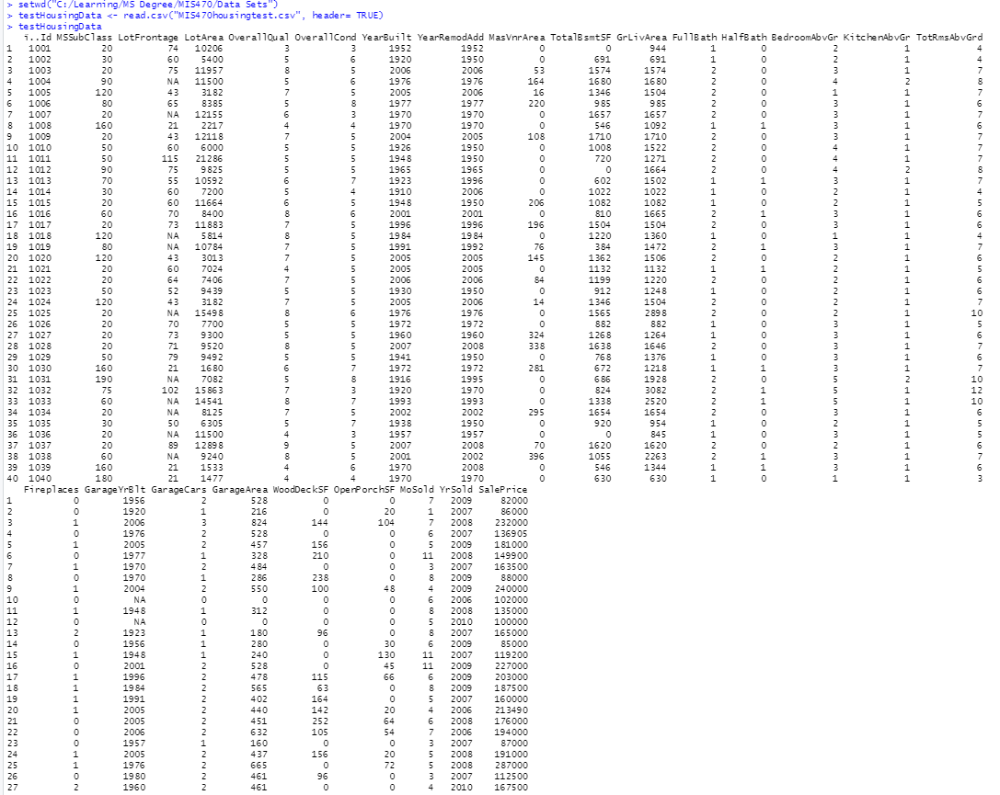 > setwd("C:/Learning/MS Degree/MIS470/Data Sets")
> testHousingData <- read.csv("MIS470housingtest.csv", header= TRUE)
> testHousingData
i..Id MSSubClass LotFrontage LotArea OverallQual OverallCond YearBuilt YearRemodAdd MasVnrArea TotalBsmtSF GrLivArea FullBath HalfBath BedroomAbvGr KitchenAbvGr TotRmsAbvGrd
1 1001 20 74 10206 3 3 1952 1952 0 0 944 1 0 2 1 4
2 1002 30 60 5400 5 6 1920 1950 0 691 691 1 0 2 1 4
3 1003 20 75 11957 8 5 2006 2006 53 1574 1574 2 0 3 1 7
4 1004 90 NA 11500 5 6 1976 1976 164 1680 1680 2 0 4 2 8
5 1005 120 43 3182 7 5 2005 2006 16 1346 1504 2 0 1 1 7
6 1006 80 65 8385 5 8 1977 1977 220 985 985 2 0 3 1 6
7 1007 20 NA 12155 6 3 1970 1970 0 1657 1657 2 0 3 1 7
8 1008 160 21 2217 4 4 1970 1970 0 546 1092 1 1 3 1 6
9 1009 20 43 12118 7 5 2004 2005 108 1710 1710 2 0 3 1 7
10 1010 50 60 6000 5 5 1926 1950 0 1008 1522 2 0 4 1 7
11 1011 50 115 21286 5 5 1948 1950 0 720 1271 2 0 4 1 7
12 1012 90 75 9825 5 5 1965 1965 0 0 1664 2 0 4 2 8
13 1013 70 55 10592 6 7 1923 1996 0 602 1502 1 1 3 1 7
14 1014 30 60 7200 5 4 1910 2006 0 1022 1022 1 0 2 1 4
15 1015 20 60 11664 6 5 1948 1950 206 1082 1082 1 0 2 1 5
16 1016 60 70 8400 8 6 2001 2001 0 810 1665 2 1 3 1 6
17 1017 20 73 11883 7 5 1996 1996 196 1504 1504 2 0 3 1 6
18 1018 120 NA 5814 8 5 1984 1984 0 1220 1360 1 0 1 1 4
19 1019 80 NA 10784 7 5 1991 1992 76 384 1472 2 1 3 1 7
20 1020 120 43 3013 7 5 2005 2005 145 1362 1506 2 0 2 1 6
21 1021 20 60 7024 4 5 2005 2005 0 1132 1132 1 1 2 1 5
22 1022 20 64 7406 7 5 2006 2006 84 1199 1220 2 0 2 1 6
23 1023 50 52 9439 5 5 1930 1950 0 912 1248 1 0 2 1 6
24 1024 120 43 3182 7 5 2005 2006 14 1346 1504 2 0 2 1 7
25 1025 20 NA 15498 8 6 1976 1976 0 1565 2898 2 0 2 1 10
26 1026 20 70 7700 5 5 1972 1972 0 882 882 1 0 3 1 5
27 1027 20 73 9300 5 5 1960 1960 324 1268 1264 1 0 3 1 6
28 1028 20 71 9520 8 5 2007 2008 338 1638 1646 2 0 3 1 7
29 1029 50 79 9492 5 5 1941 1950 0 768 1376 1 0 3 1 6
30 1030 160 21 1680 6 7 1972 1972 281 672 1218 1 1 3 1 7
31 1031 190 NA 7082 5 8 1916 1995 0 686 1928 2 0 5 2 10
32 1032 75 102 15863 7 3 1920 1970 0 824 3082 2 1 5 1 12
33 1033 60 NA 14541 8 7 1993 1993 0 1338 2520 2 1 5 1 10
34 1034 20 NA 8125 7 5 2002 2002 295 1654 1654 2 0 3 1 6
35 1035 30 50 6305 5 7 1938 1950 0 920 954 1 0 2 1 5
36 1036 20 NA 11500 4 3 1957 1957 0 0 845 1 0 3 1 5
37 1037 20 89 12898 9 5 2007 2008 70 1620 1620 2 0 2 1 6
38 1038 60 NA 9240 8 5 2001 2002 396 1055 2263 2 1 3 1 7
39 1039 160 21 1533 4 6 1970 2008 0 546 1344 1 1 3 1 6
40 1040 180 21 1477 4 4 1970 1970 0 630 630 1 0 1 1 3
Fireplaces GarageYrBlt GarageCars GarageArea WoodDeckSF OpenPorchSF MoSold YrSold SalePrice
1 0 1956 2 528 0 0 7 2009 82000
2 0 1920 1 216 0 20 1 2007 86000
3 1 2006 3 824 144 104 7 2008 232000
4 0 1976 2 528 0 0 6 2007 136905
5 1 2005 2 457 156 0 5 2009 181000
6 0 1977 1 328 210 0 11 2008 149900
7 1 1970 2 484 0 0 3 2007 163500
8 0 1970 1 286 238 0 8 2009 88000
9 1 2004 2 550 100 48 4 2009 240000
10 0 NA 0 0 0 0 6 2006 102000
11 1 1948 1 312 0 0 8 2008 135000
12 0 NA 0 0 0 0 5 2010 100000
13 2 1923 1 180 96 0 8 2007 165000
14 0 1956 1 280 0 30 6 2009 85000
15 1 1948 1 240 0 130 11 2007 119200
16 0 2001 2 528 0 45 11 2009 227000
17 1 1996 2 478 115 66 6 2009 203000
18 1 1984 2 565 63 0 8 2009 187500
19 1 1991 2 402 164 0 5 2007 160000
20 1 2005 2 440 142 20 4 2006 213490
21 0 2005 2 451 252 64 6 2008 176000
22 0 2006 2 632 105 54 7 2006 194000
23 0 1957 1 160 0 0 3 2007 87000
24 1 2005 2 437 156 20 5 2008 191000
25 1 1976 2 665 0 72 5 2008 287000
26 0 1980 2 461 96 0 3 2007 112500
27 2 1960 2 461 0 0 4 2010 167500